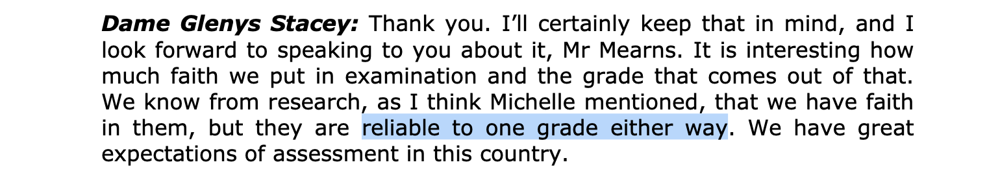 Dame Glenys Stacey: Thank you. I’ll certainly keep that in mind, and I
look forward to speaking to you about it, Mr Mearns. It is interesting how
much faith we put in examination and the grade that comes out of that.
We know from research, as I think Michelle mentioned, that we have faith
in them, but they are reliable to one grade either way. We have great
expectations of assessment in this country.